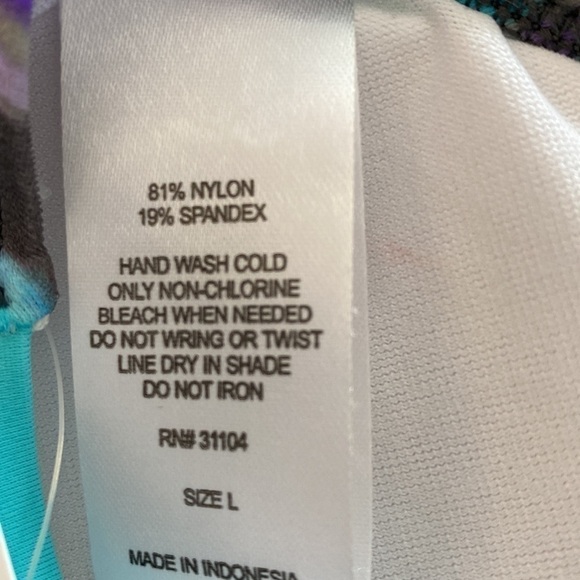 81% NYLON
19% SPANDEX
HAND WASH COLD
ONLY NON-CHLORINE
BLEACH WHEN NEEDED
DO NOT WRING OR TWIST
LINE DRY IN SHADE
DO NOT IRON
RN# 31104
SIZE L
MADE IN INDONESIA